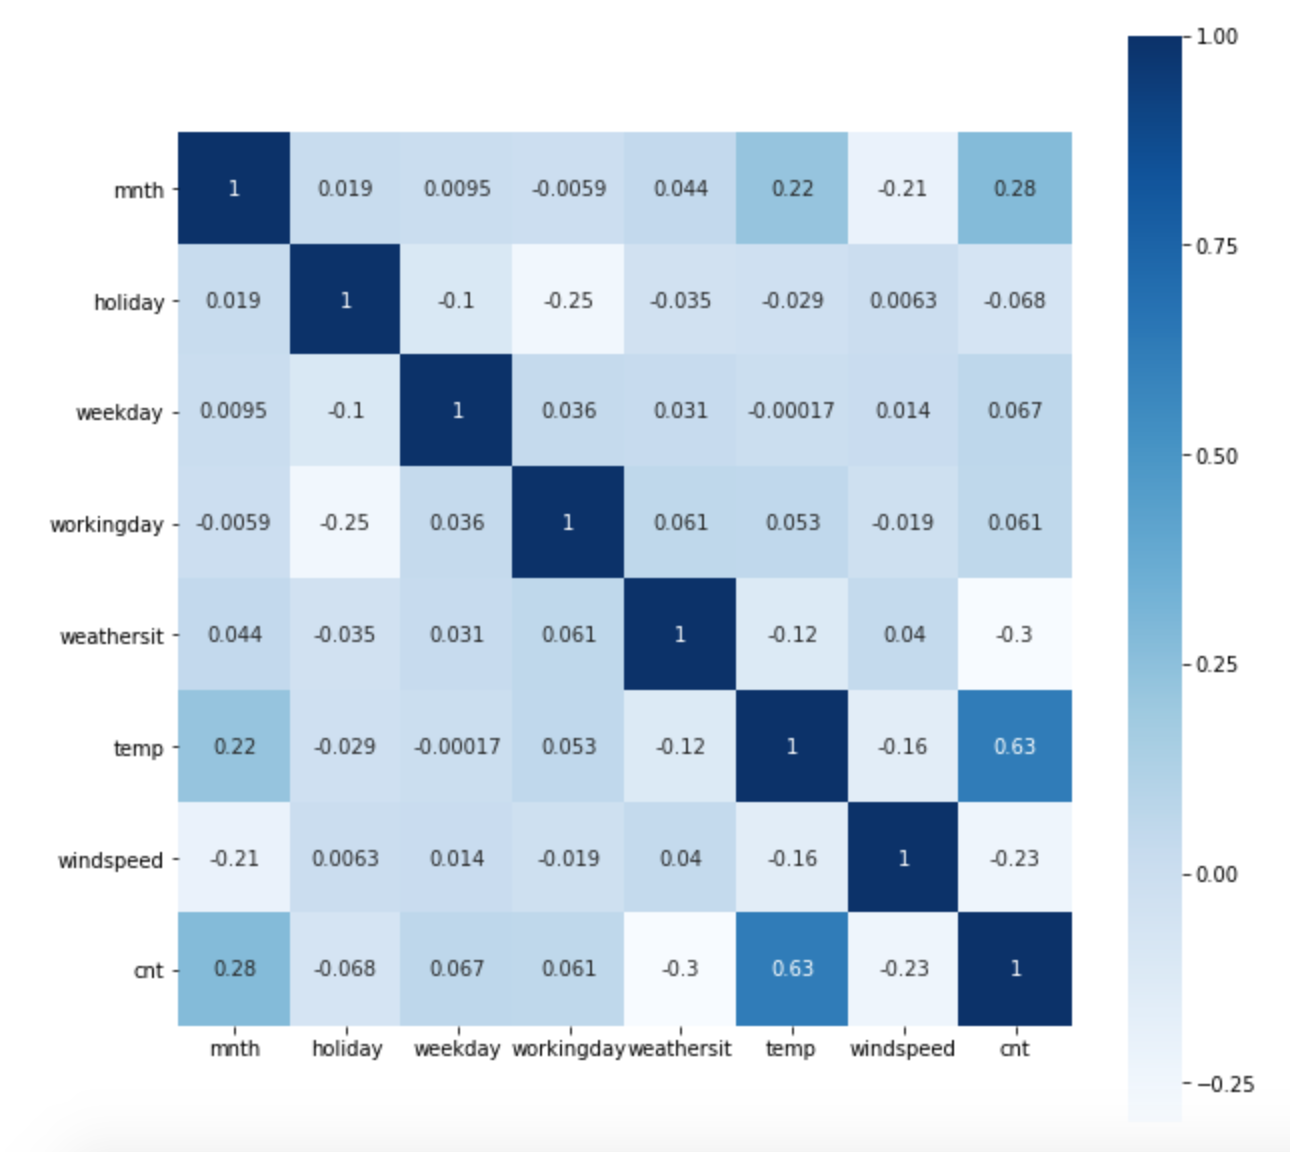 mnth 1 0.019 0.0095 -0.0059 0.044 0.22 -0.21 0.28
holiday 0.019 1 -0.1 -0.25 -0.035 -0.029 0.0063 -0.068
weekday 0.0095 -0.1 1 0.036 0.031 -0.00017 0.014 0.067
workingday -0.0059 -0.25 0.036 1 0.061 0.053 -0.019 0.061
weathersit 0.044 -0.035 0.031 0.061 1 -0.12 0.04 -0.3
temp 0.22 -0.029 -0.00017 0.053 -0.12 1 -0.16 0.63
windspeed -0.21 0.0063 0.014 -0.019 0.04 -0.16 1 -0.23
cnt 0.28 -0.068 0.067 0.061 -0.3 0.63 -0.23 1
mnth holiday weekday workingday weathersit temp windspeed cnt
1.00
0.75
0.50
0.25
0.00
−0.25